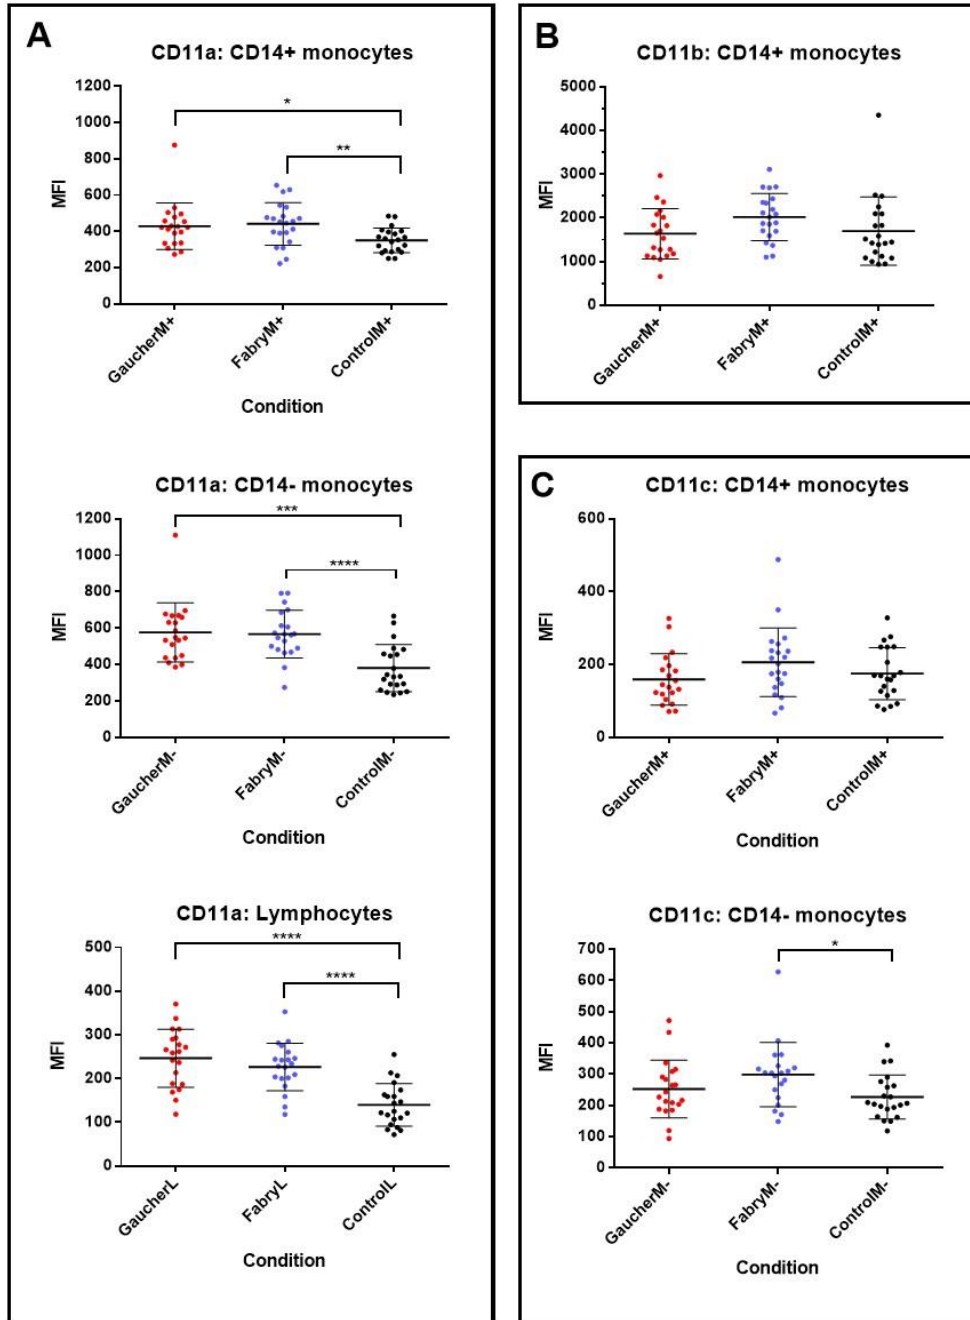 A
CD11a: CD14+ monocytes
1200
1000
800
600
400
200
0
MFI
*
**
GaucherM+
FabryM+
ControlM+
Condition
CD11a: CD14- monocytes
1200
1000
800
600
400
200
0
MFI
***
****
GaucherM-
FabryM-
ControlM-
Condition
CD11a: Lymphocytes
500
400
300
200
100
0
MFI
****
****
GaucherL
FabryL
ControlL
Condition
B
CD11b: CD14+ monocytes
5000
4000
3000
2000
1000
0
MFI
GaucherM+
FabryM+
ControlM+
C
CD11c: CD14+ monocytes
600
400
200
0
MFI
GaucherM+
FabryM+
ControlM+
Condition
CD11c: CD14- monocytes
700
600
500
400
300
200
100
0
MFI
*
GaucherM-
FabryM-
ControlM-
Condition